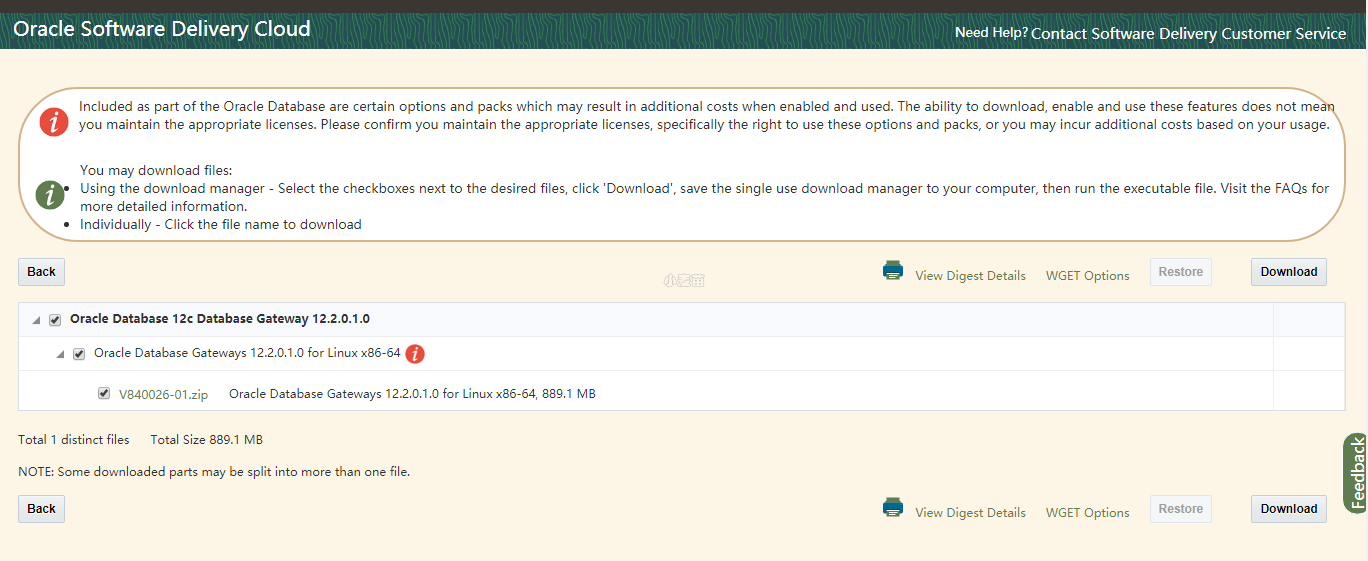 Oracle Software Delivery Cloud
Need Help? Contact Software Delivery Customer Service
Included as part of the Oracle Database are certain options and packs which may result in additional costs when enabled and used. The ability to download, enable and use these features does not mean
you maintain the appropriate licenses. Please confirm you maintain the appropriate licenses, specifically the right to use these options and packs, or you may incur additional costs based on your usage.
You may download files:
Using the download manager - Select the checkboxes next to the desired files, click 'Download', save the single use download manager to your computer, then run the executable file. Visit the FAQs for
more detailed information.
Individually - Click the file name to download
Back
View Digest Details
WGET Options
Restore
Download
Oracle Database 12c Database Gateway 12.2.0.1.0
Oracle Database Gateways 12.2.0.1.0 for Linux x86-64
V840026-01.zip Oracle Database Gateways 12.2.0.1.0 for Linux x86-64, 889.1 MB
Total 1 distinct files Total Size 889.1 MB
NOTE: Some downloaded parts may be split into more than one file.
Feedback
Back
View Digest Details
WGET Options
Restore
Download